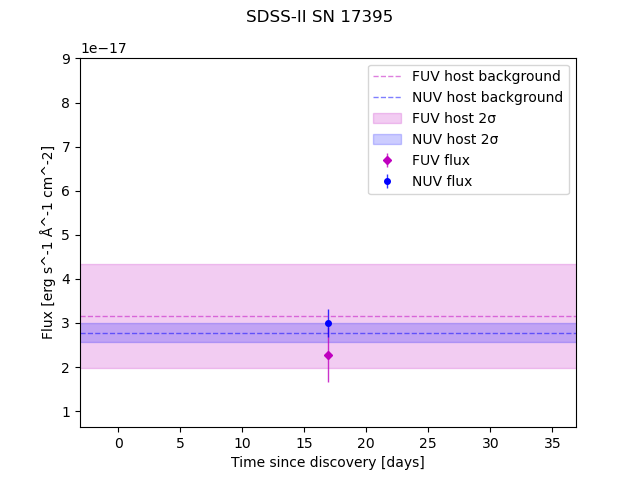 SDSS-II SN 17395
1e−17
9
8
7
6
5
4
3
2
1
Flux [erg s^-1 Å^-1 cm^-2]
FUV host background
NUV host background
FUV host 2σ
NUV host 2σ
FUV flux
NUV flux
0 5 10 15 20 25 30 35
Time since discovery [days]